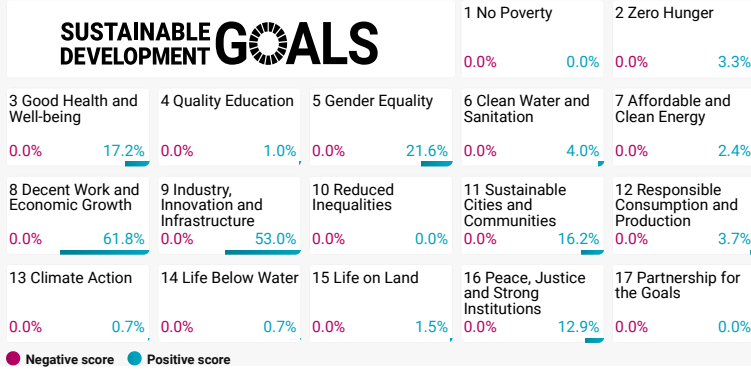 SUSTAINABLE
DEVELOPMENT
GOALS
1 No Poverty
0.0% 0.0%
2 Zero Hunger
0.0% 3.3%
3 Good Health and
Well-being
0.0% 17.2%
4 Quality Education
0.0% 1.0%
5 Gender Equality
0.0% 21.6%
6 Clean Water and
Sanitation
0.0% 4.0%
7 Affordable and
Clean Energy
0.0% 2.4%
8 Decent Work and
Economic Growth
0.0% 61.8%
9 Industry,
Innovation and
Infrastructure
0.0% 53.0%
10 Reduced
Inequalities
0.0% 0.0%
11 Sustainable
Cities and
Communities
0.0% 16.2%
12 Responsible
Consumption and
Production
0.0% 3.7%
13 Climate Action
0.0% 0.7%
14 Life Below Water
0.0% 0.7%
15 Life on Land
0.0% 1.5%
16 Peace, Justice
and Strong
Institutions
0.0% 12.9%
17 Partnership for
the Goals
0.0% 0.0%
Negative score Positive score